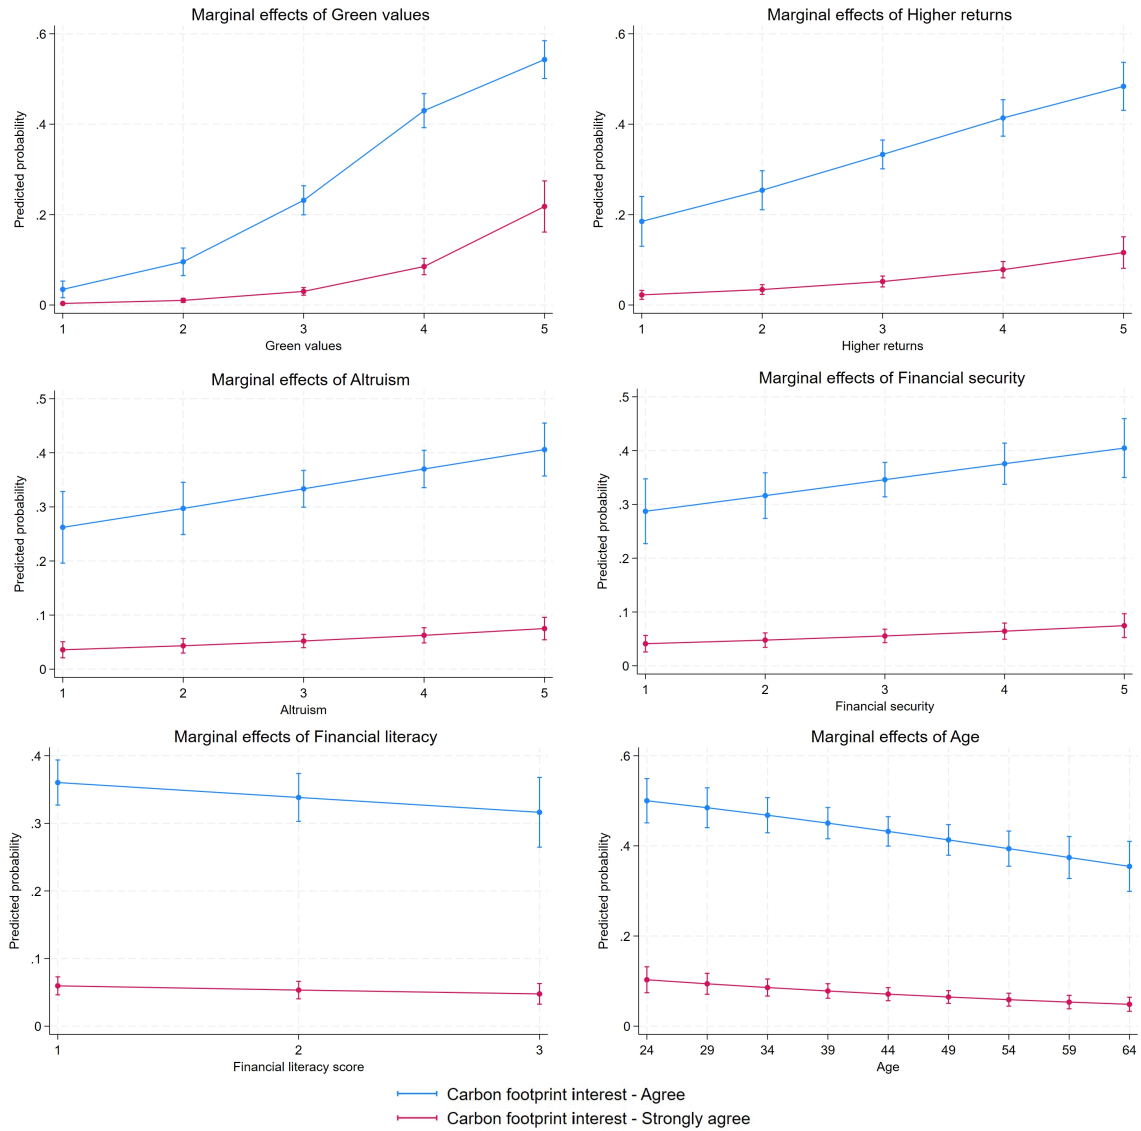 Marginal effects of Green values
Predicted probability
.6
.4
.2
0
1 2 3 4 5
Green values
Marginal effects of Higher returns
Predicted probability
.6
.4
.2
0
1 2 3 4 5
Higher returns
Marginal effects of Altruism
Predicted probability
.5
.4
.3
.2
.1
0
1 2 3 4 5
Altruism
Marginal effects of Financial security
Predicted probability
.5
.4
.3
.2
.1
0
1 2 3 4 5
Financial security
Marginal effects of Financial literacy
Predicted probability
.4
.3
.2
.1
0
1 2 3
Financial literacy score
Marginal effects of Age
Predicted probability
.6
.4
.2
0
24 29 34 39 44 49 54 59 64
Age
Carbon footprint interest - Agree
Carbon footprint interest - Strongly agree